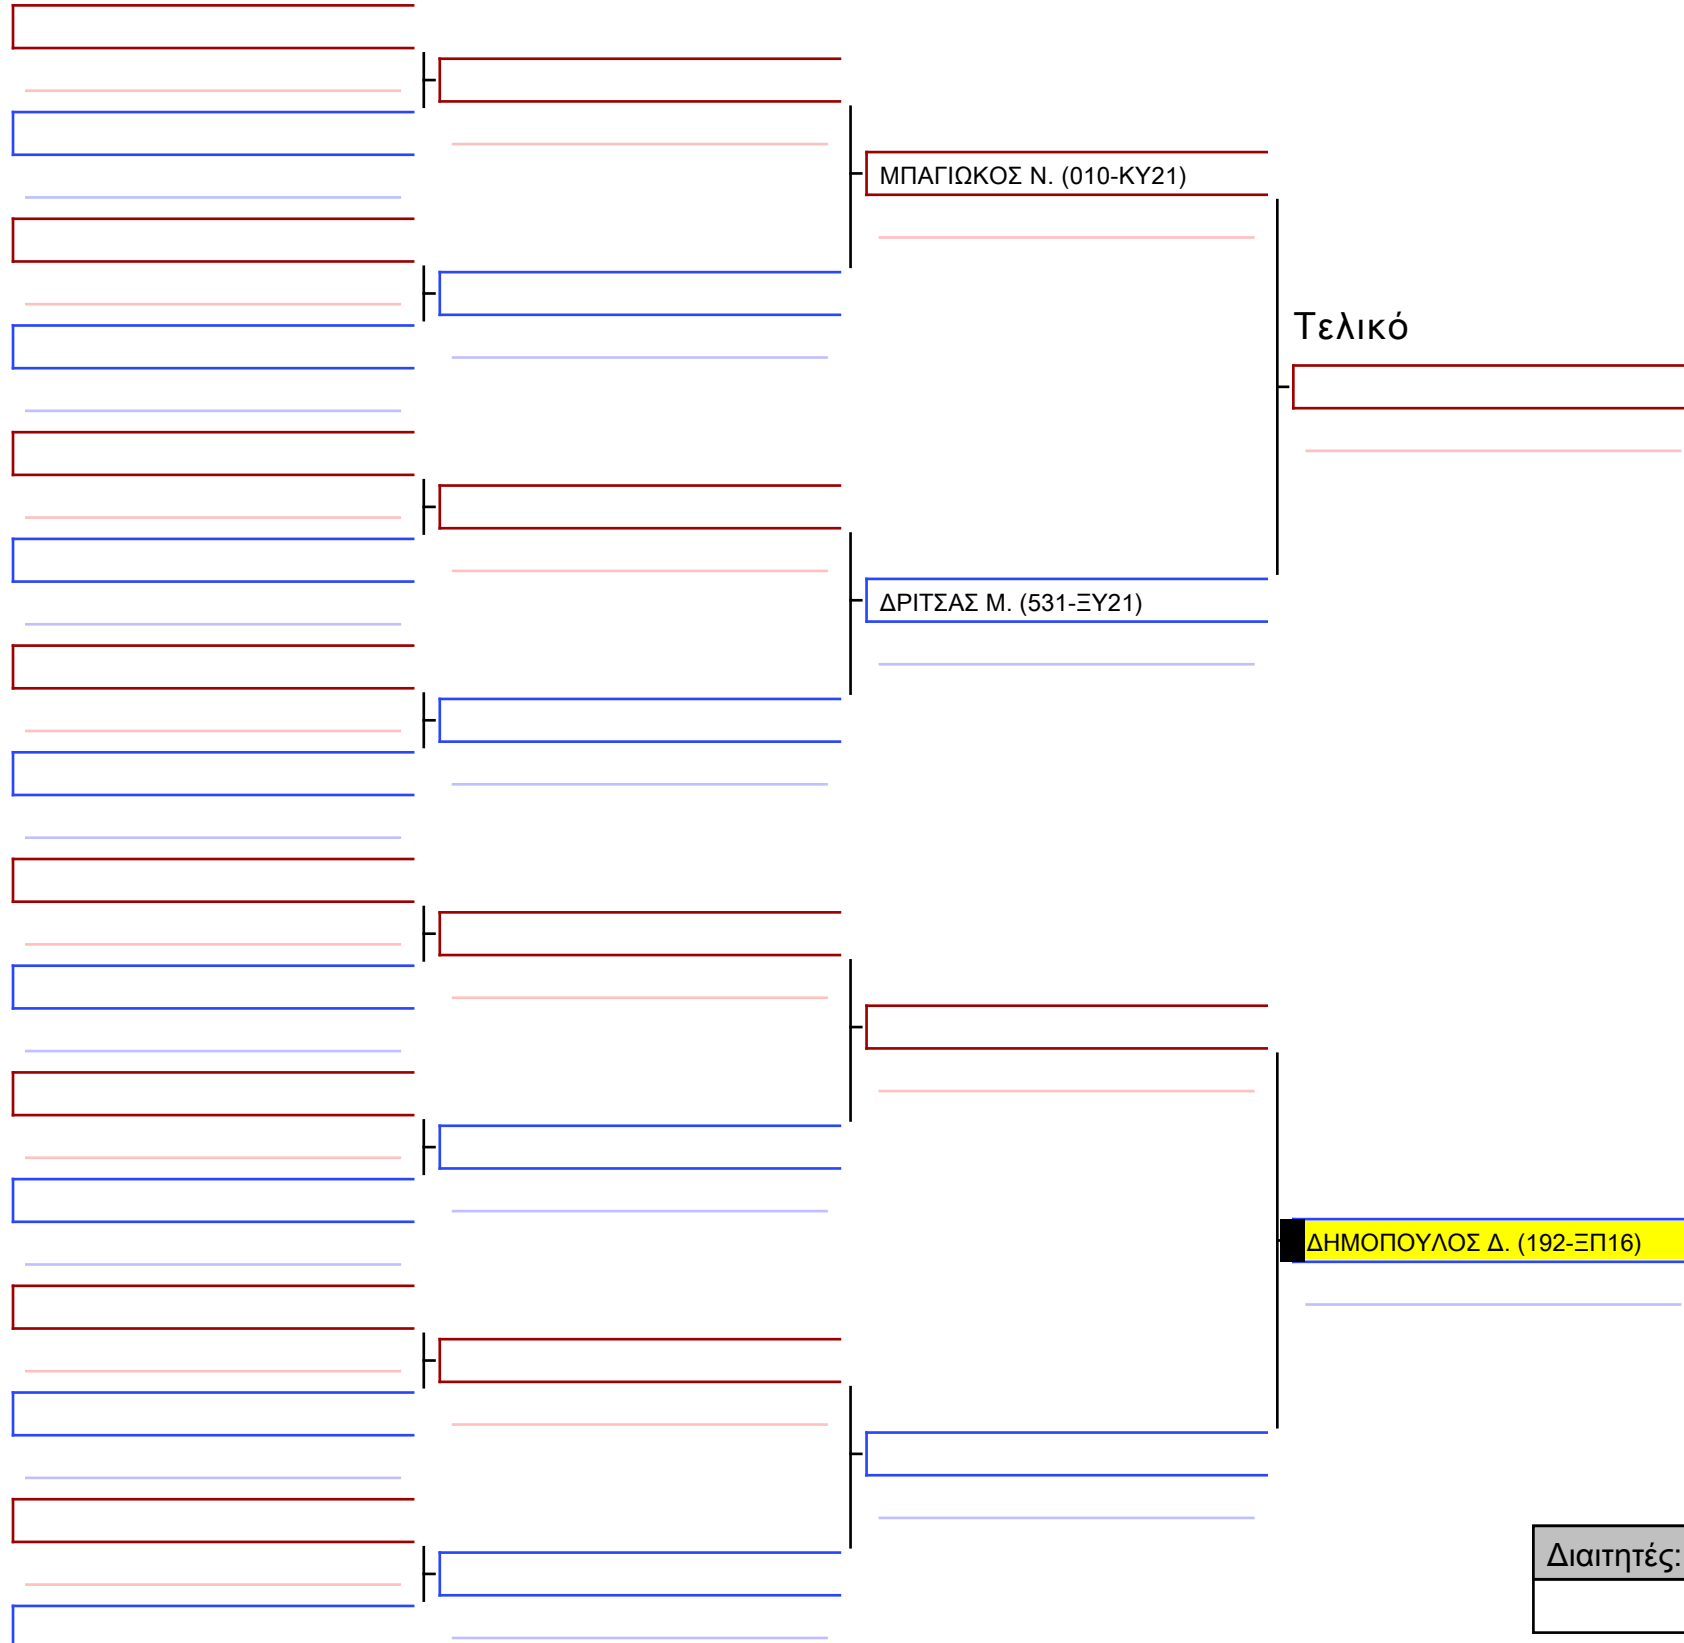 ΜΠΑΓΙΩΚΟΣ Ν. (010-ΚΥ21)
Τελικό
ΔΡΙΤΣΑΣ Μ. (531-ΞΥ21)
ΔΗΜΟΠΟΥΛΟΣ Δ. (192-ΞΠ16)
Διαιτητές: